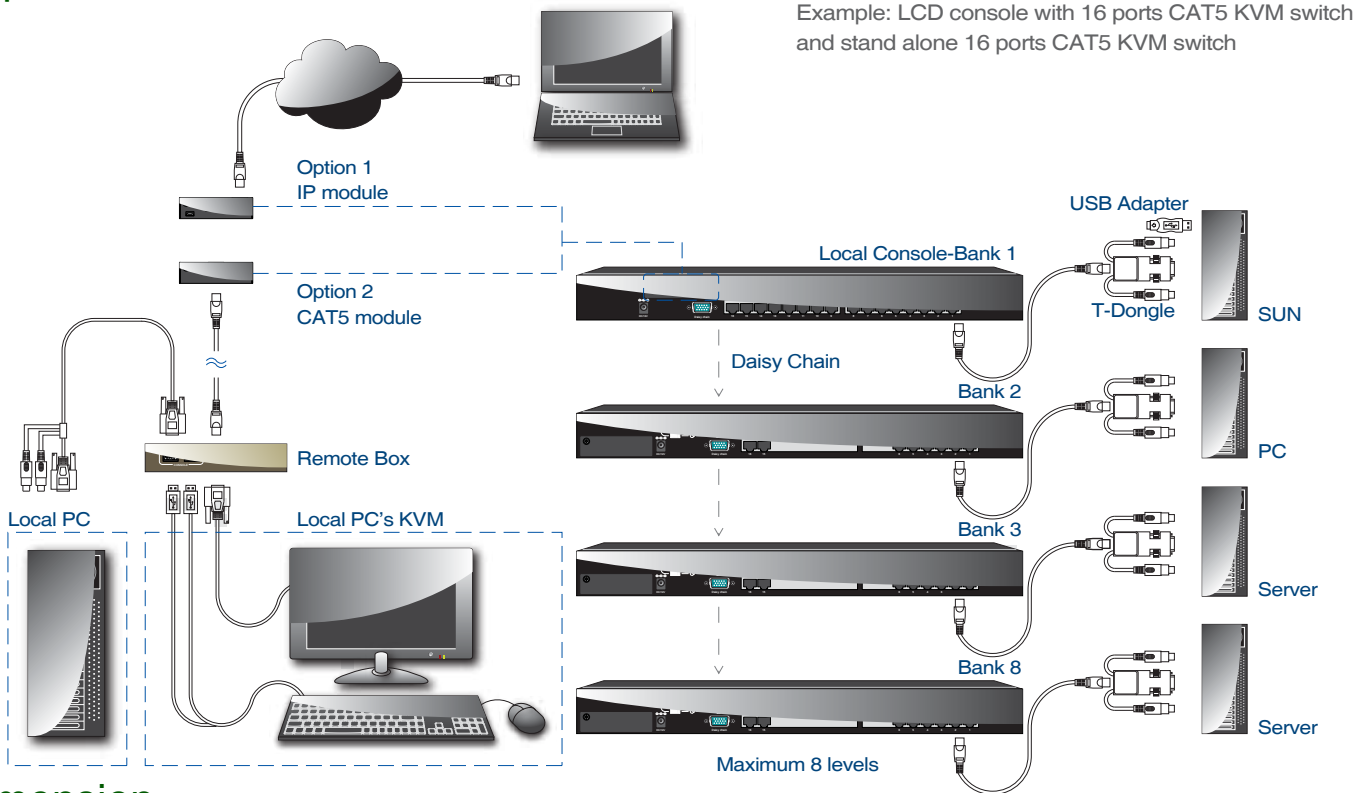 Example: LCD console with 16 ports CAT5 KVM switch
and stand alone 16 ports CAT5 KVM switch
Option 1
IP module
USB Adapter
Local Console-Bank 1
Option 2
CAT5 module
T-Dongle
SUN
Daisy Chain
Bank 2
Remote Box
PC
Local PC
Local PC's KVM
Bank 3
Server
Bank 8
Server
Maximum 8 levels